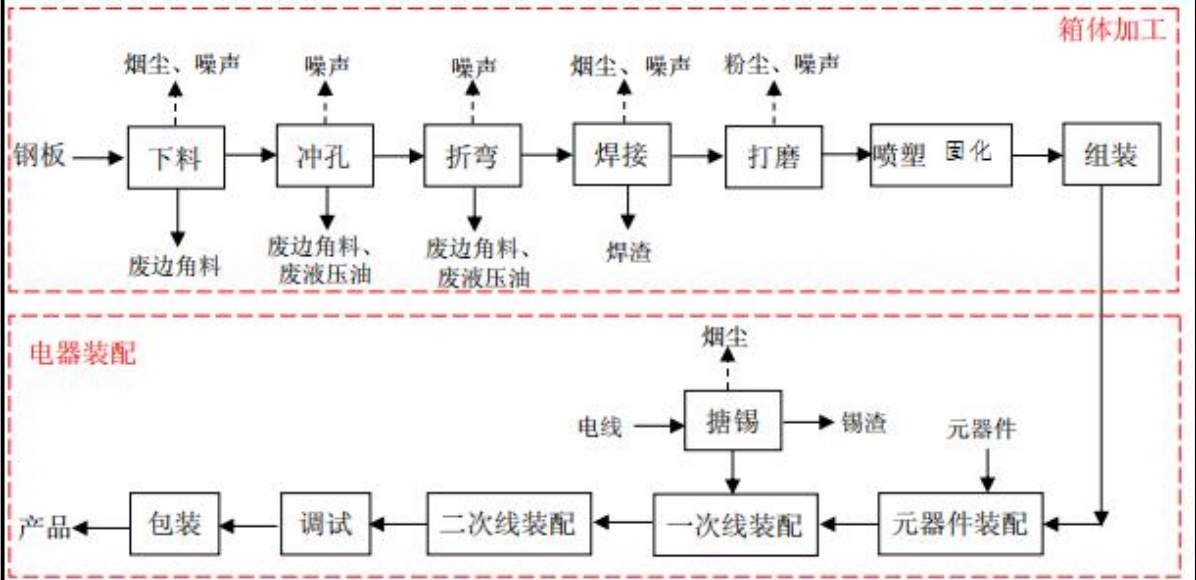 箱体加工
烟尘、噪声
噪声
噪声
烟尘、噪声
粉尘、噪声
钢板
下料
冲孔
折弯
焊接
打磨
喷塑 固化
组装
废边角料
废边角料、
废液压油
废边角料、
废液压油
焊渣
电器装配
烟尘
电线
搪锡
锡渣
元器件
产品
包装
调试
二次线装配
一次线装配
元器件装配